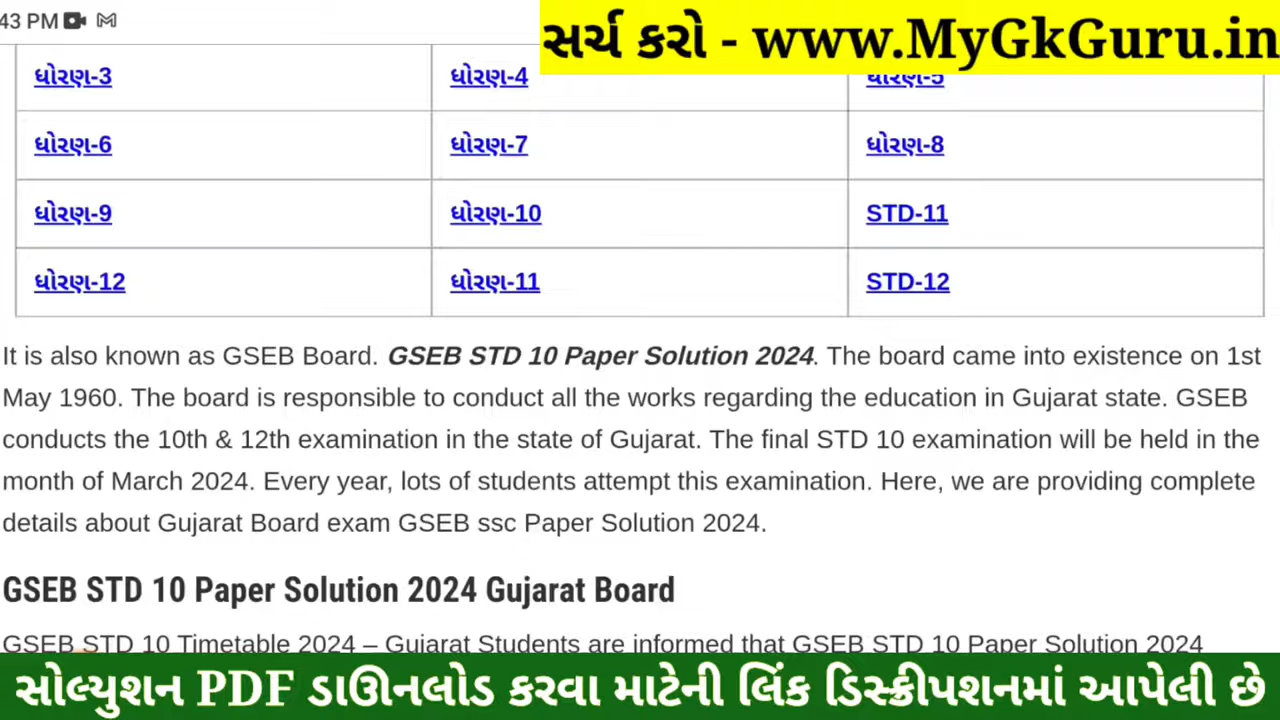 43 PM
સર્ચ કરો - www.MyGkGuru.in
ધોરણ-3 ધોરણ-4 ધોરણ-5
ધોરણ-6 ધોરણ-7 ધોરણ-8
ધોરણ-9 ધોરણ-10 STD-11
ધોરણ-12 ધોરણ-11 STD-12
It is also known as GSEB Board. GSEB STD 10 Paper Solution 2024. The board came into existence on 1st
May 1960. The board is responsible to conduct all the works regarding the education in Gujarat state. GSEB
conducts the 10th & 12th examination in the state of Gujarat. The final STD 10 examination will be held in the
month of March 2024. Every year, lots of students attempt this examination. Here, we are providing complete
details about Gujarat Board exam GSEB ssc Paper Solution 2024.
GSEB STD 10 Paper Solution 2024 Gujarat Board
GSEB STD 10 Timetable 2024 – Gujarat Students are informed that GSEB STD 10 Paper Solution 2024
સોલ્યુશન PDF ડાઊનલોડ કરવા માટેની લિંક ડિસ્ક્રીપશનમાં આપેલી છે